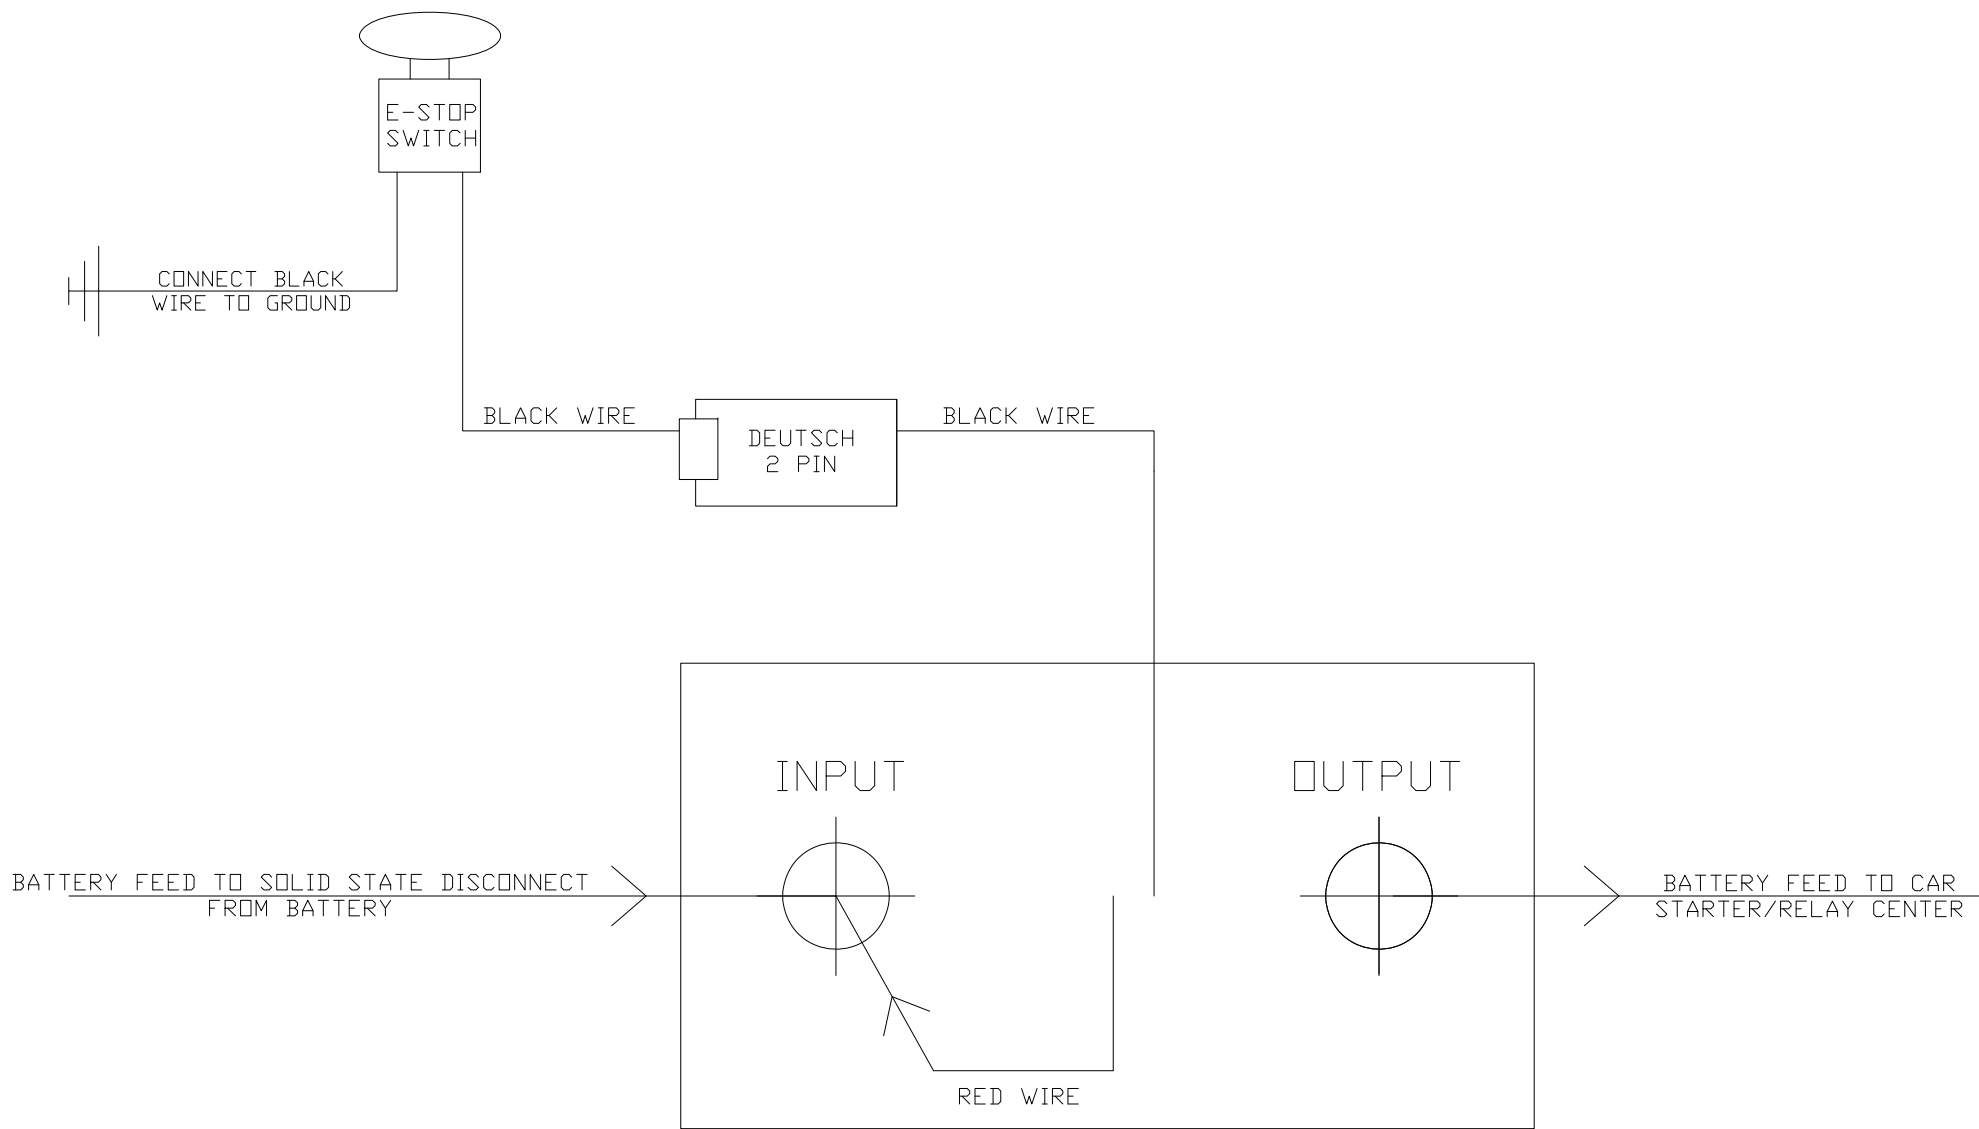 E-STOP
SWITCH
CONNECT BLACK
WIRE TO GROUND
BLACK WIRE
DEUTSCH
2 PIN
BLACK WIRE
INPUT
OUTPUT
BATTERY FEED TO SOLID STATE DISCONNECT
FROM BATTERY
BATTERY FEED TO CAR
STARTER/RELAY CENTER
RED WIRE